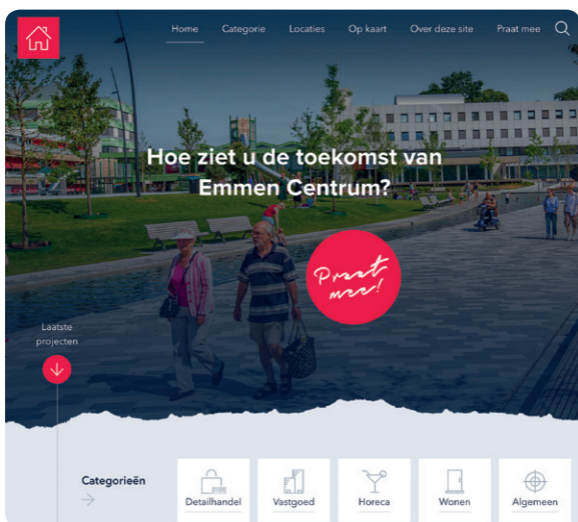 Home Categorie Locaties Op kaart Over deze site Praat mee
Hoe ziet u de toekomst van
Emmen Centrum?
Praat
mee!
Laatste
projecten
Categorieën
Detailhandel Vastgoed Horeca Wonen Algemeen